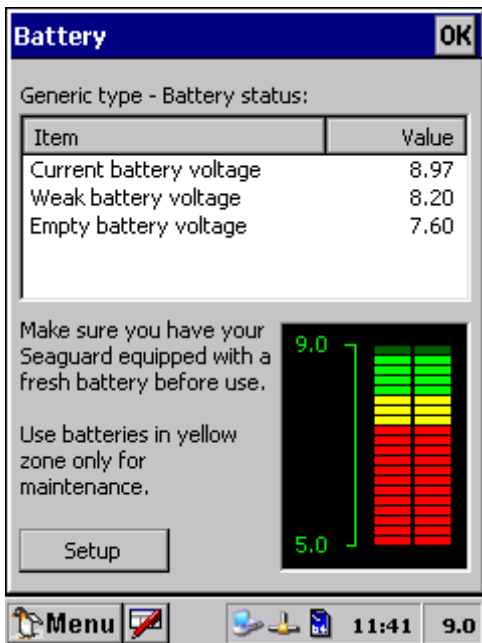 Battery OK
Generic type - Battery status:
Item Value
Current battery voltage 8.97
Weak battery voltage 8.20
Empty battery voltage 7.60
Make sure you have your
Seaguard equipped with a
fresh battery before use.
Use batteries in yellow
zone only for
maintenance.
Setup
9.0
5.0
Menu 11:41 9.0